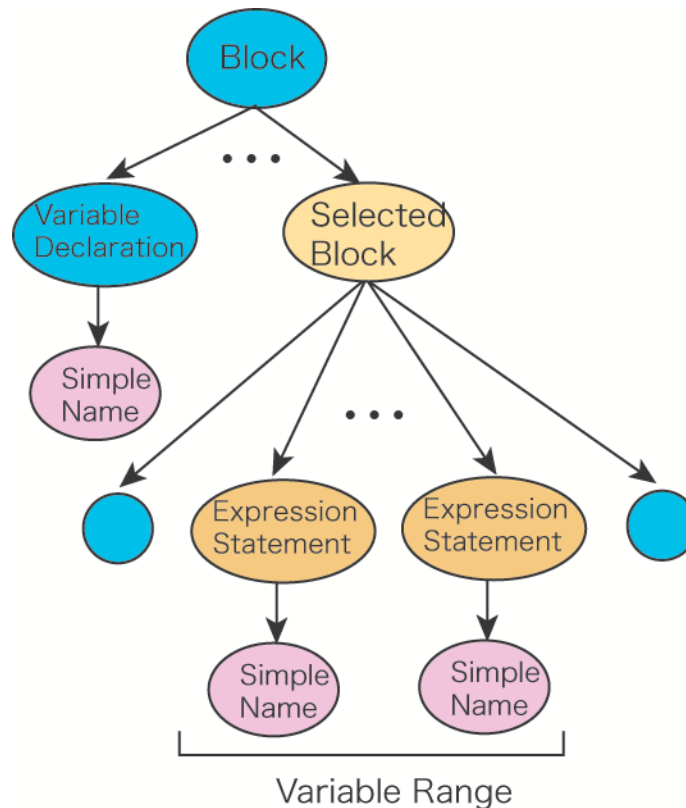 Block
Variable
Declaration
Selected
Block
Simple
Name
Expression
Statement
Expression
Statement
Simple
Name
Simple
Name
Variable Range